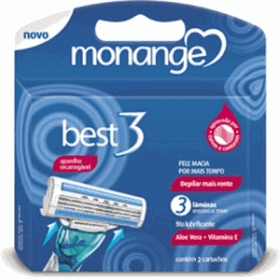 novo
monange
best 3
aparelho
recarregável
PELE MACIA
POR MAIS TEMPO
Depilar mais rente
3 lâminas
fita lubrificante
Aloe Vera + Vitamina E
contém 2 cartuchos